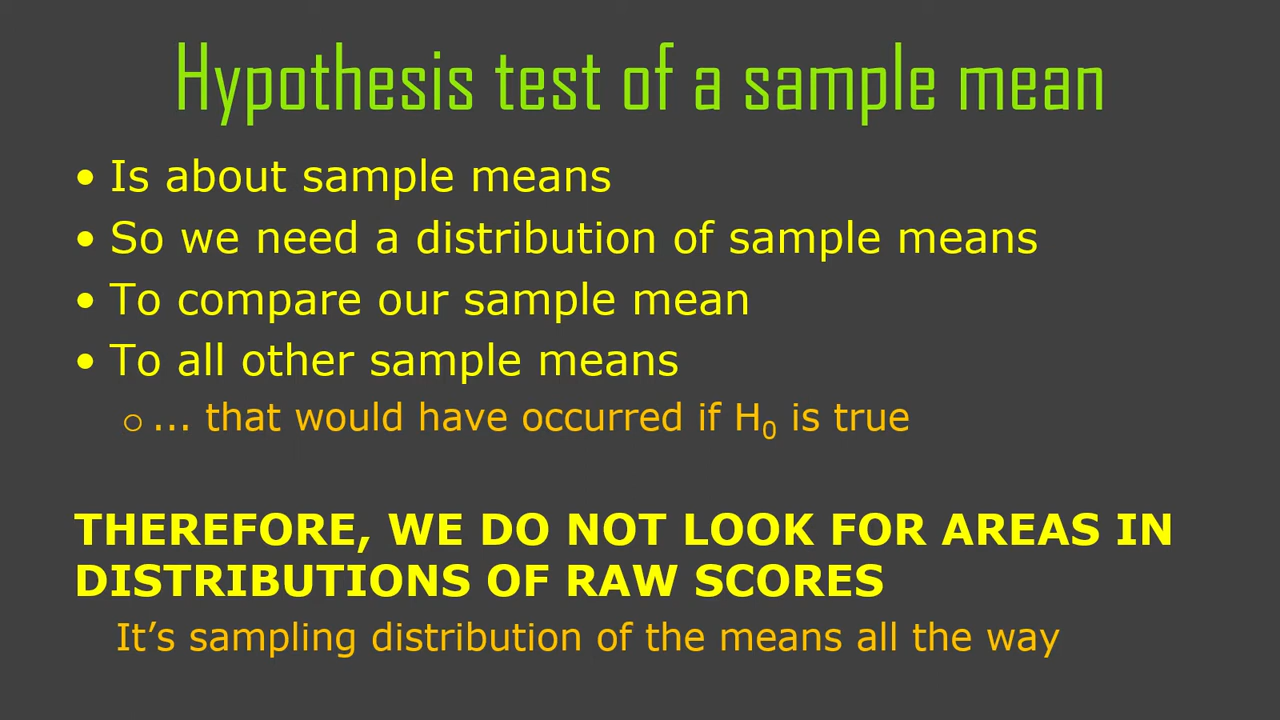 Hypothesis test of a sample mean
• Is about sample means
• So we need a distribution of sample means
• To compare our sample mean
• To all other sample means
o ... that would have occurred if H₀ is true
THEREFORE, WE DO NOT LOOK FOR AREAS IN
DISTRIBUTIONS OF RAW SCORES
It’s sampling distribution of the means all the way